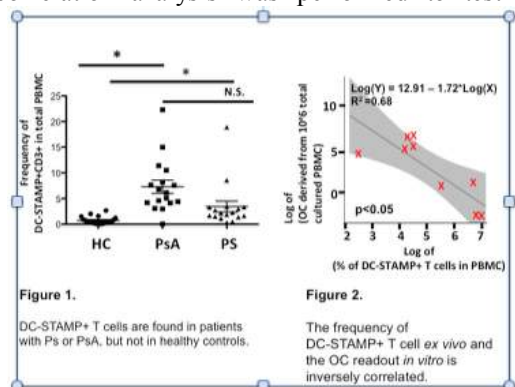 *
*
N.S.
Frequency of
DC-STAMP+CD3+ in total PBMC
25
20
15
10
5
0
HC PsA PS
Log(Y) = 12.91 – 1.72*Log(X)
R²=0.68
Log of
(OC derived from 10^6 total
cultured PBMC)
10
5
0
p<0.05
2 3 4 5 6 7
Log of
(% of DC-STAMP+ T cells in PBMC)
Figure 1.
DC-STAMP+ T cells are found in patients
with Ps or PsA, but not in healthy controls.
Figure 2.
The frequency of
DC-STAMP+ T cell ex vivo and
the OC readout in vitro is
inversely correlated.